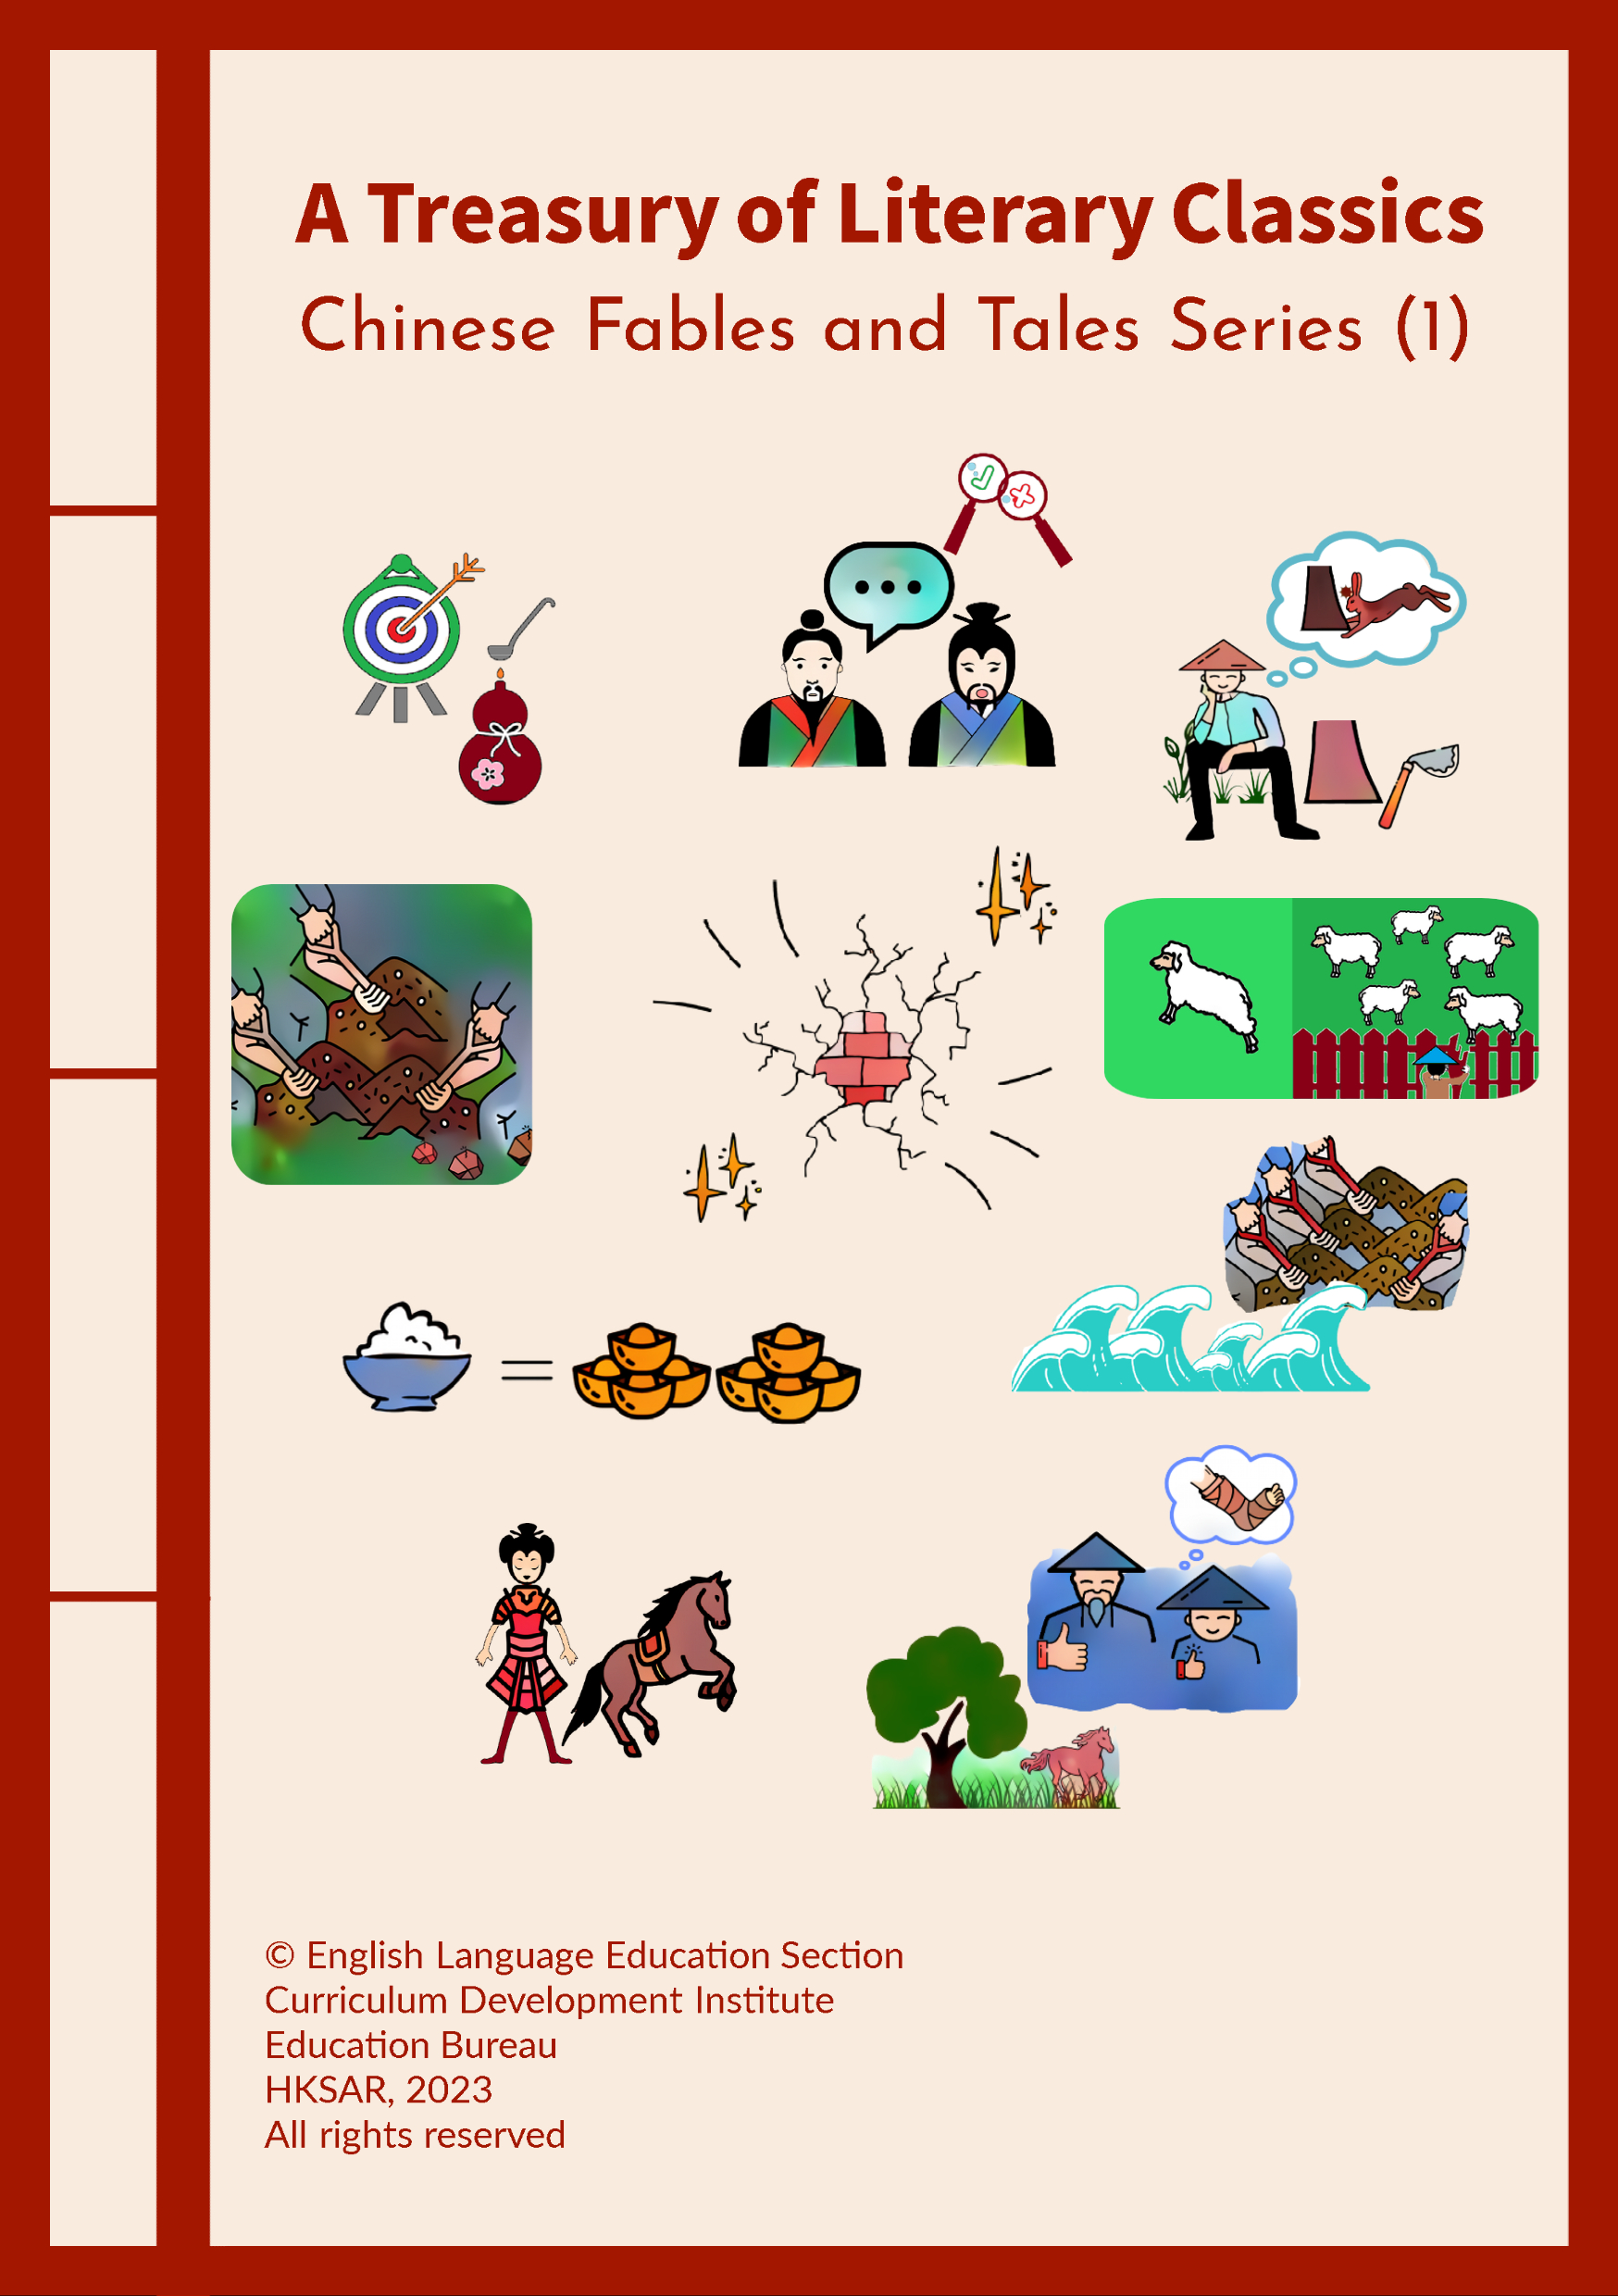 A Treasury of Literary Classics
Chinese Fables and Tales Series (1)
© English Language Education Section
Curriculum Development Institute
Education Bureau
HKSAR, 2023
All rights reserved